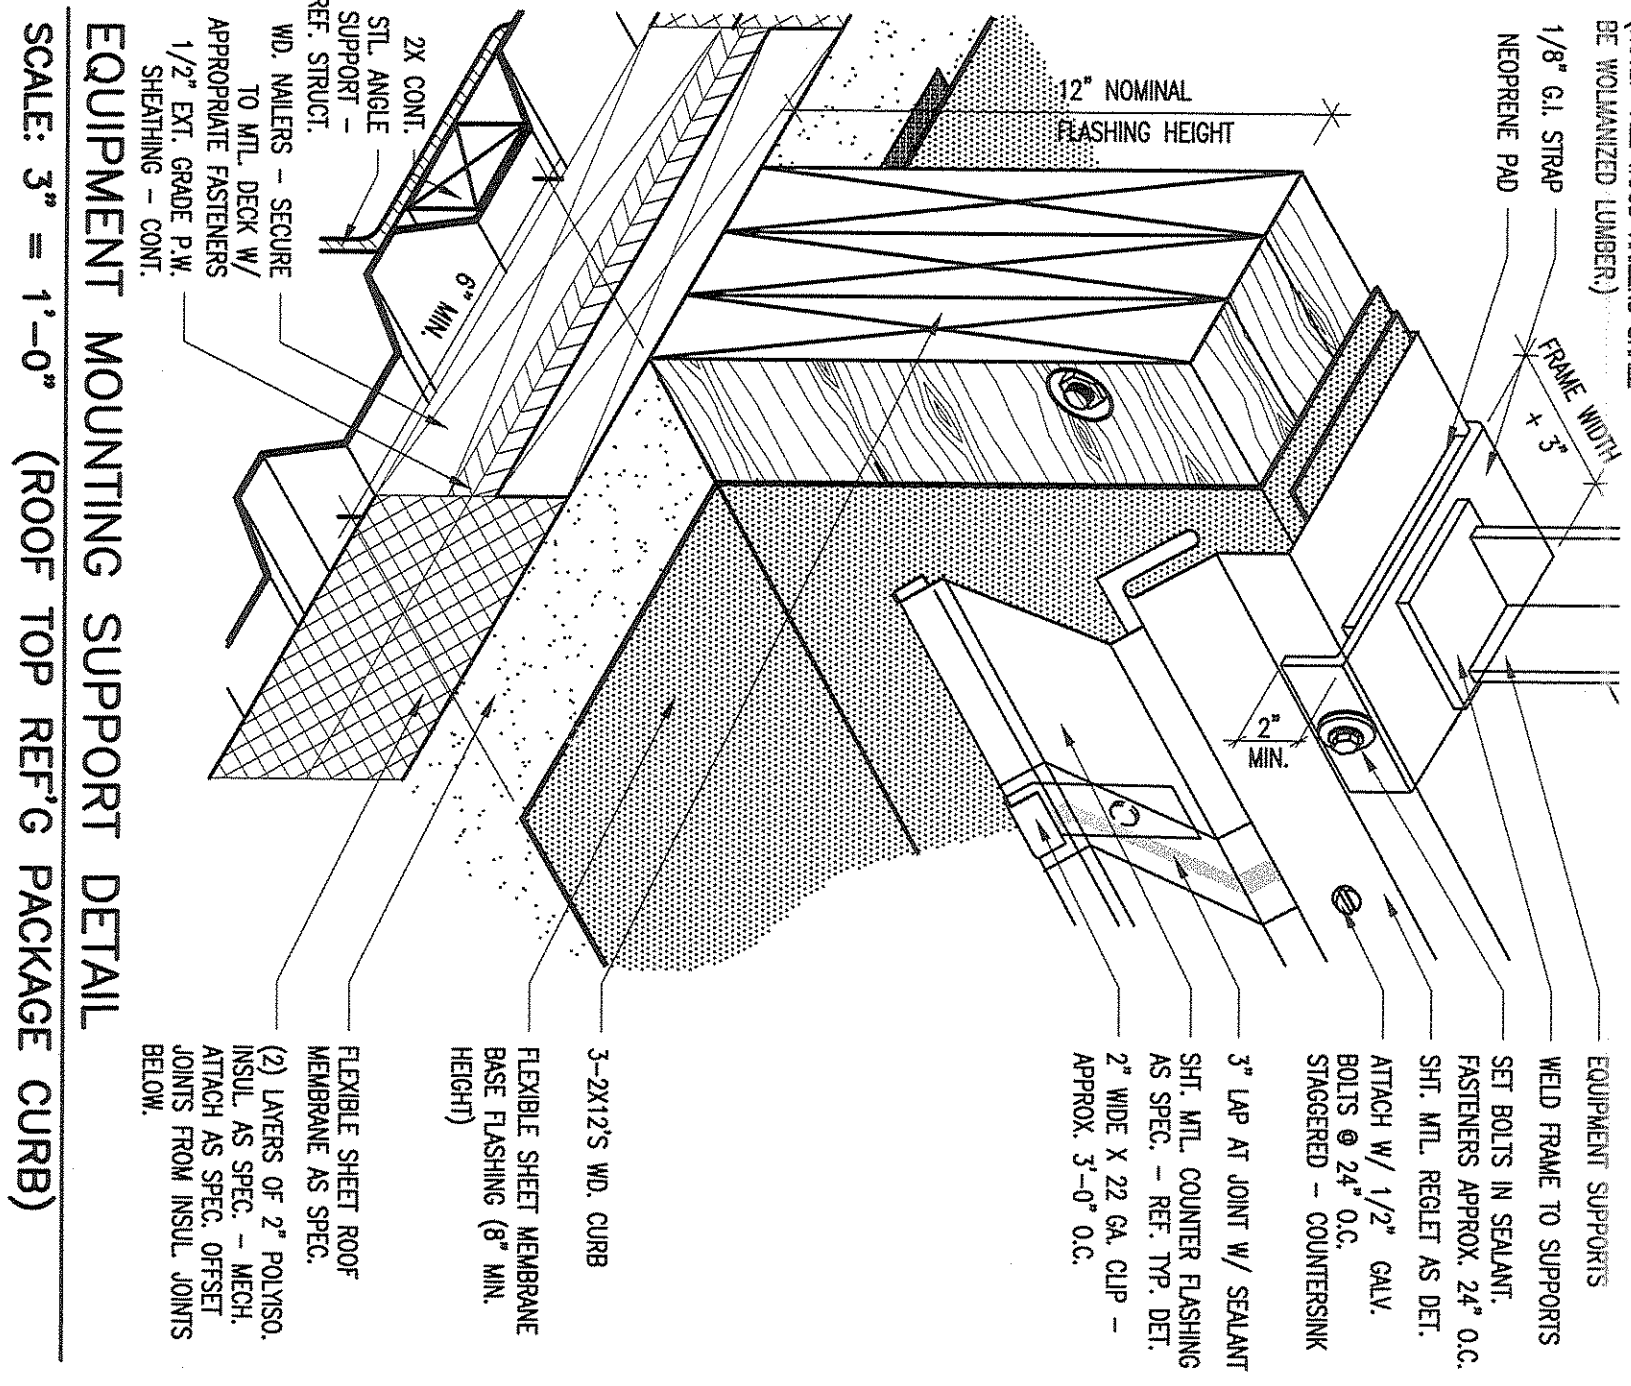 BE WOLMANIZED LUMBER.)
1/8" G.I. STRAP
NEOPRENE PAD
12" NOMINAL
FLASHING HEIGHT
FRAME WIDTH
+ 3"
2"
MIN.
6" MIN.
2X CONT.
STL. ANGLE
SUPPORT –
REF. STRUCT.
WD. NAILERS – SECURE
TO MTL. DECK W/
APPROPRIATE FASTENERS
1/2" EXT. GRADE P.W.
SHEATHING – CONT.
EQUIPMENT SUPPORTS
WELD FRAME TO SUPPORTS
SET BOLTS IN SEALANT.
FASTENERS APPROX. 24" O.C.
SHT. MTL. REGLET AS DET.
ATTACH W/ 1/2" GALV.
BOLTS @ 24" O.C.
STAGGERED – COUNTERSINK
3" LAP AT JOINT W/ SEALANT
SHT. MTL. COUNTER FLASHING
AS SPEC. – REF. TYP. DET.
2" WIDE X 22 GA. CLIP –
APPROX. 3'-0" O.C.
3-2X12'S WD. CURB
FLEXIBLE SHEET MEMBRANE
BASE FLASHING (8" MIN.
HEIGHT)
FLEXIBLE SHEET ROOF
MEMBRANE AS SPEC.
(2) LAYERS OF 2" POLYISO.
INSUL. AS SPEC. – MECH.
ATTACH AS SPEC. OFFSET
JOINTS FROM INSUL. JOINTS
BELOW.
EQUIPMENT MOUNTING SUPPORT DETAIL
SCALE: 3" = 1'-0" (ROOF TOP REF'G PACKAGE CURB)